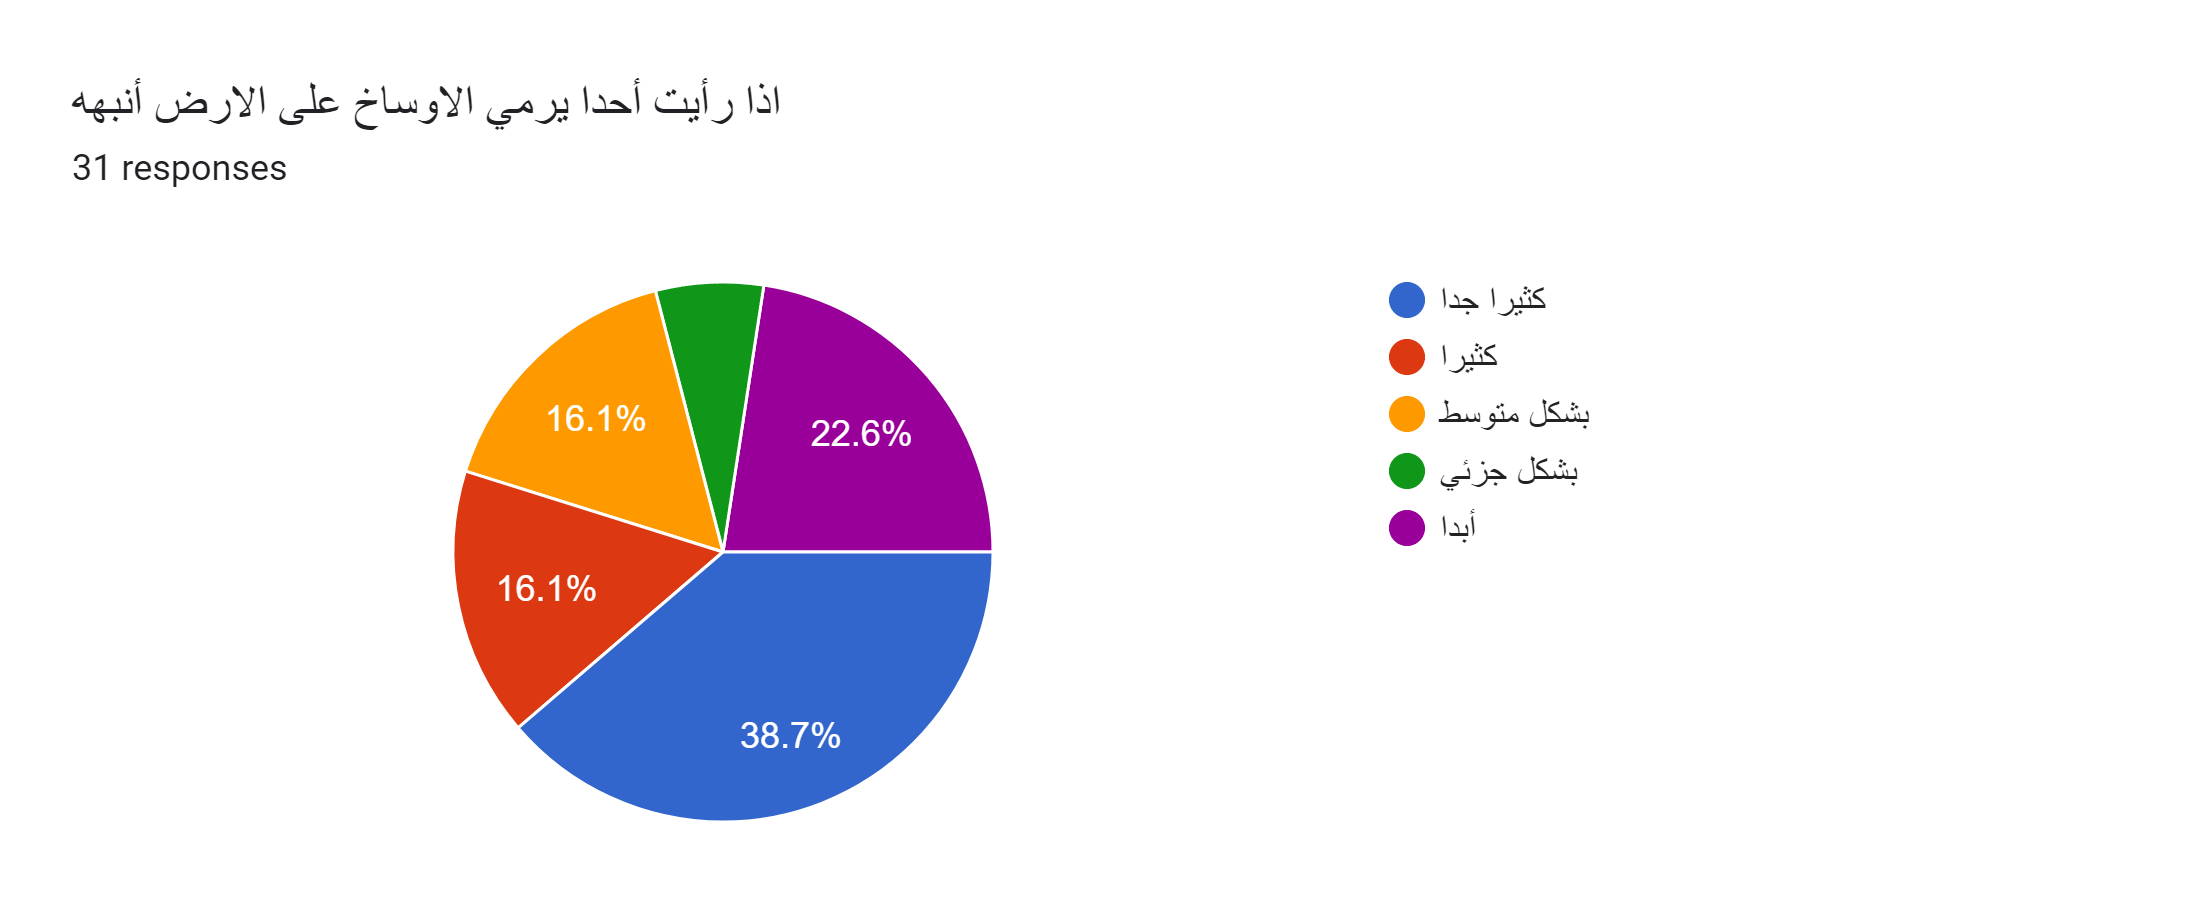 اذا رأيت أحدا يرمي الاوساخ على الارض أنبهه
31 responses
كثيرا جدا
كثيرا
بشكل متوسط
بشكل جزئي
أبدا
16.1%
22.6%
16.1%
38.7%